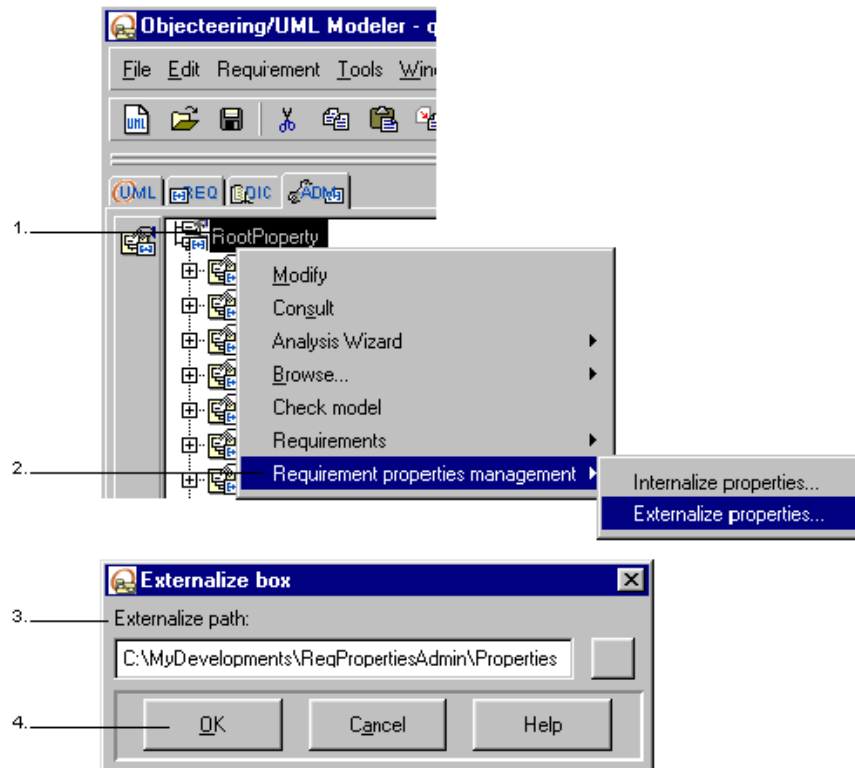 Objecteering/UML Modeler - q
File Edit Requirement Tools Win
UML
UML REQ DIC ADM
1.
RootProperty
Modify
Consult
Analysis Wizard
Browse...
Check model
Requirements
2.
Requirement properties management
Internalize properties...
Externalize properties...
Externalize box
3.
Externalize path:
C:\MyDevelopments\ReqPropertiesAdmin\Properties
4.
OK Cancel Help